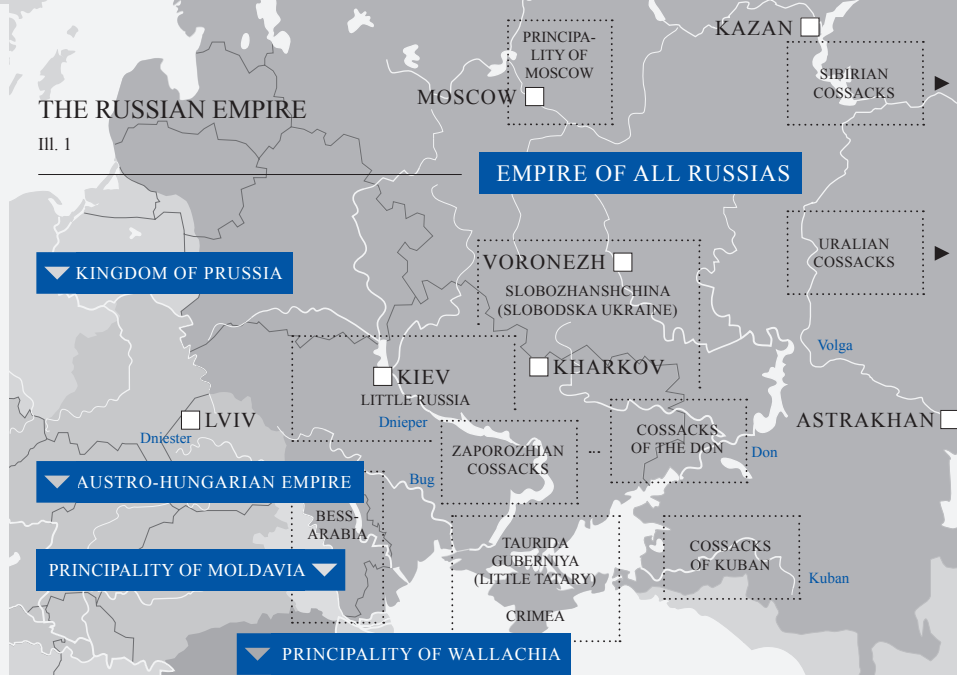 KAZAN
PRINCIPA-
LITY OF
MOSCOW
SIBIRIAN
COSSACKS
MOSCOW
THE RUSSIAN EMPIRE
Ill. 1
EMPIRE OF ALL RUSSIAS
URALIAN
COSSACKS
KINGDOM OF PRUSSIA
VORONEZH
SLOBOZHANSHCHINA
(SLOBODSKA UKRAINE)
Volga
KIEV
LITTLE RUSSIA
KHARKOV
LVIV
Dniester
Dnieper
ASTRAKHAN
ZAPOROZHIAN
COSSACKS
...
COSSACKS
OF THE DON
Don
AUSTRO-HUNGARIAN EMPIRE
Bug
BESS-
ARABIA
TAURIDA
GUBERNIYA
(LITTLE TATARY)
CRIMEA
COSSACKS
OF KUBAN
Kuban
PRINCIPALITY OF MOLDAVIA
PRINCIPALITY OF WALLACHIA